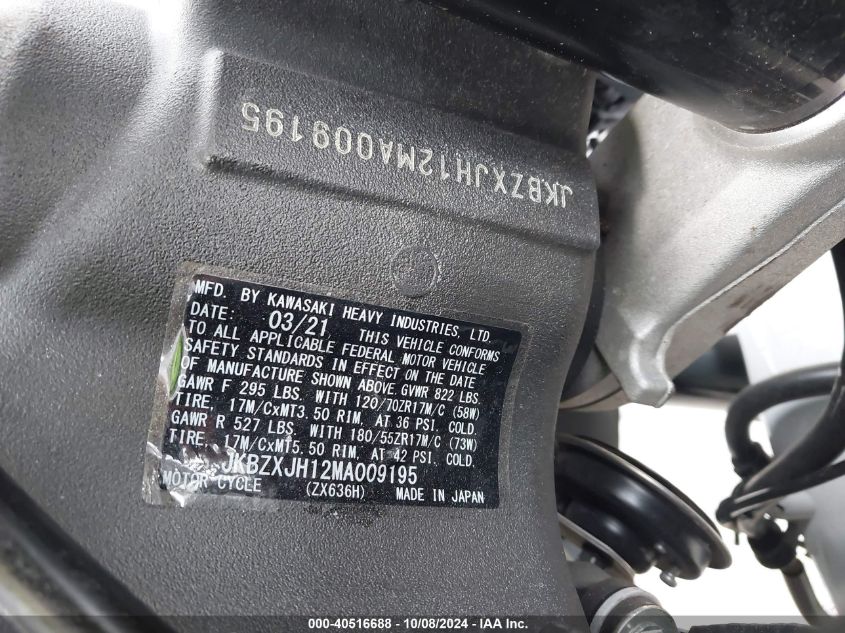 JKBZXJH12MA009195
MFD. BY KAWASAKI HEAVY INDUSTRIES, LTD.
DATE: 03/21 THIS VEHICLE CONFORMS
TO ALL APPLICABLE FEDERAL MOTOR VEHICLE
SAFETY STANDARDS IN EFFECT ON THE DATE
OF MANUFACTURE SHOWN ABOVE. GVWR 822 LBS.
GAWR F 295 LBS. WITH 120/70ZR17M/C (58W)
TIRE, 17M/CxMT3.50 RIM, AT 36 PSI. COLD.
GAWR R 527 LBS. WITH 180/55ZR17M/C (73W)
TIRE, 17M/CxMT5.50 RIM, AT 42 PSI. COLD.
JKBZXJH12MA009195
MOTOR CYCLE (ZX636H) MADE IN JAPAN
000-40516688 - 10/08/2024 - IAA Inc.